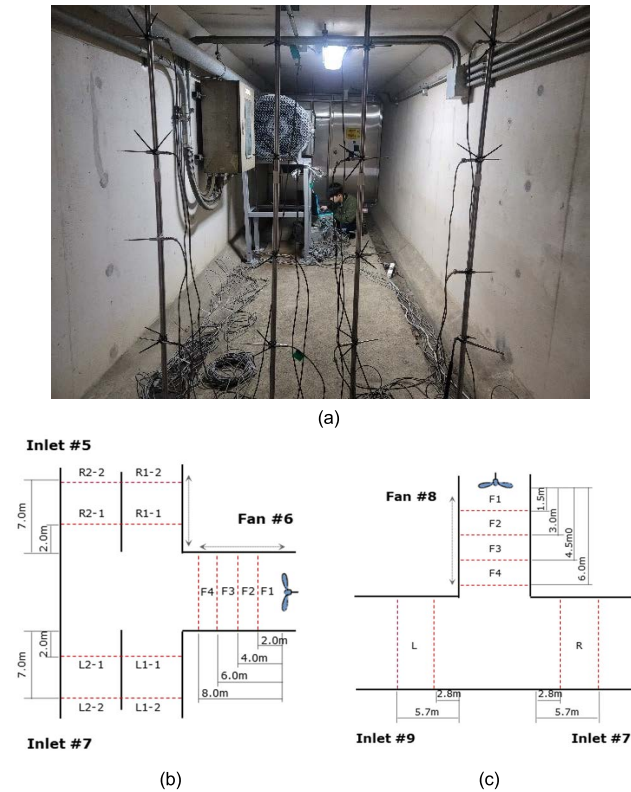 (a)
Inlet #5
R2-2 R1-2
R2-1 R1-1
7.0m
2.0m
Fan #6
F4 F3 F2 F1
2.0m
4.0m
6.0m
8.0m
2.0m
7.0m
L2-1 L1-1
L2-2 L1-2
Inlet #7
(b)
Fan #8
F1
F2
F3
F4
1.5m
3.0m
4.5m0
6.0m
L
R
2.8m
2.8m
5.7m
5.7m
Inlet #9
Inlet #7
(c)